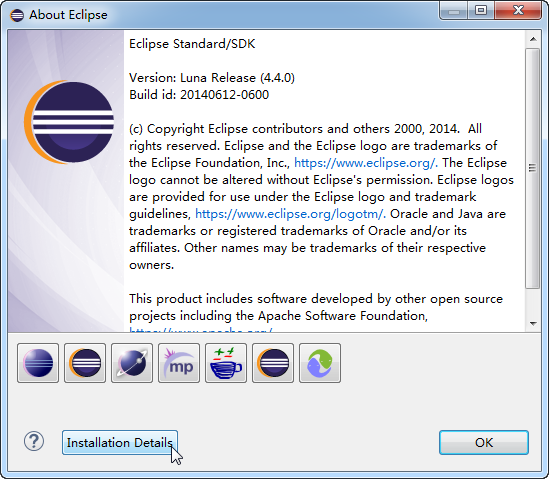 About Eclipse
Eclipse Standard/SDK
Version: Luna Release (4.4.0)
Build id: 20140612-0600
(c) Copyright Eclipse contributors and others 2000, 2014.  All
rights reserved. Eclipse and the Eclipse logo are trademarks of
the Eclipse Foundation, Inc., https://www.eclipse.org/. The Eclipse
logo cannot be altered without Eclipse's permission. Eclipse logos
are provided for use under the Eclipse logo and trademark
guidelines, https://www.eclipse.org/logotm/. Oracle and Java are
trademarks or registered trademarks of Oracle and/or its
affiliates. Other names may be trademarks of their respective
owners.
This product includes software developed by other open source
projects including the Apache Software Foundation,
https://www.apache.org/
mp
?
Installation Details
OK